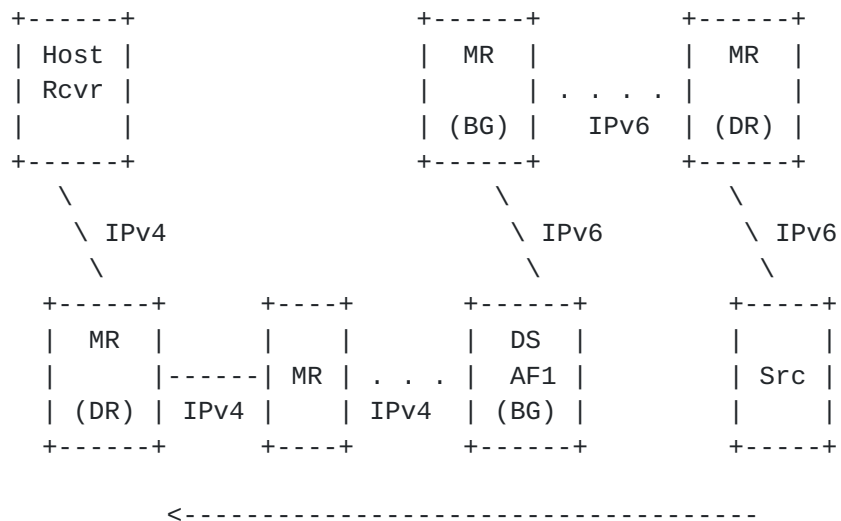 Host MR MR
Rcvr . . . .
(BG) IPv6 (DR)
IPv4 IPv6 IPv6
MR DS
MR . . . AF1 Src
(DR) IPv4 IPv4 (BG)